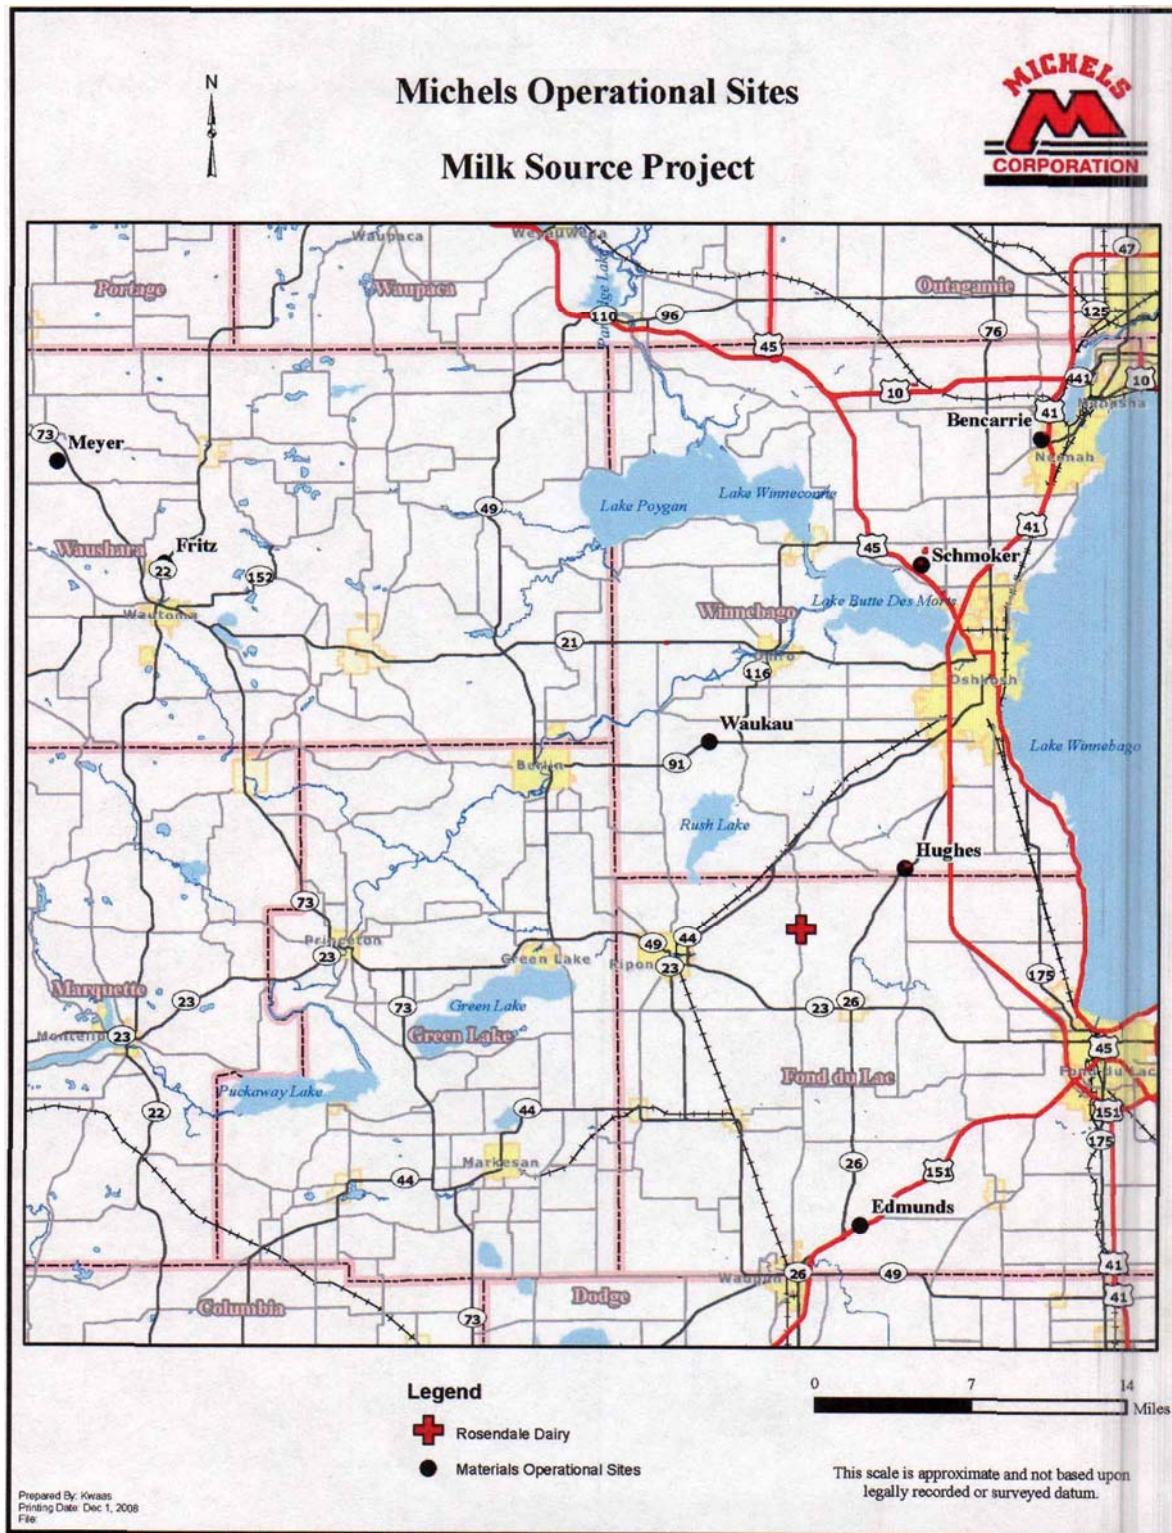 N
Michels Operational Sites
Milk Source Project
MICHELS
CORPORATION
Waupaca
Weyauwega
47
Portage
Waupaca
Partridge Lake
Outagamie
110
96
125
76
45
441
10
10
41
Menasha
73
Meyer
Bencarrie
Neenah
Lake Poygan
Lake Winneconne
49
41
Waushara
Fritz
22
152
45
Schmoker
Wautoma
Winnebago
Lake Butte Des Morts
21
Omro
116
Oshkosh
Waukau
Lake Winnebago
Berlin
91
Rush Lake
Hughes
73
Princeton
23
Green Lake
49
44
Ripon
23
175
Marquette
23
73
Green Lake
23
26
Montello
23
Green Lake
45
Fond du Lac
Fond du Lac
Puckaway Lake
22
44
151
175
Markesan
44
26
151
Edmunds
41
Waupun
26
49
Columbia
Dodge
73
41
Legend
Rosendale Dairy
Materials Operational Sites
0 7 14
Miles
This scale is approximate and not based upon
legally recorded or surveyed datum.
Prepared By: Kwaas
Printing Date: Dec 1, 2008
File: